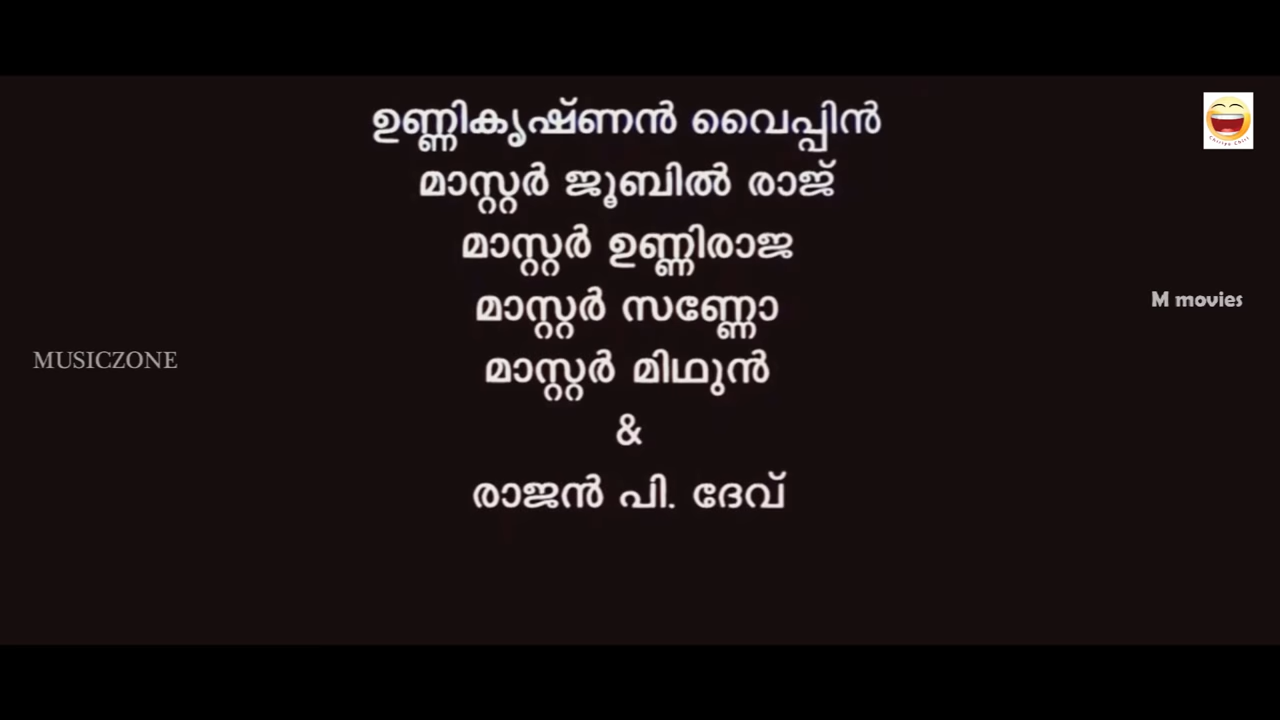 ഉണ്ണികൃഷ്ണൻ വൈപ്പിൻ
മാസ്റ്റർ ജൂബിൽ രാജ്
മാസ്റ്റർ ഉണ്ണിരാജ
മാസ്റ്റർ സണ്ണോ
മാസ്റ്റർ മിഥുൻ
&
രാജൻ പി. ദേവ്
M movies
MUSICZONE